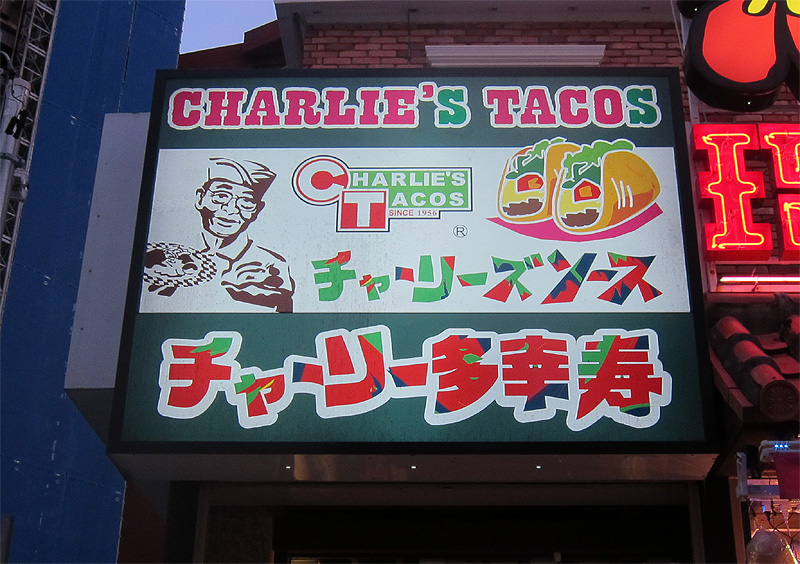 CHARLIE'S TACOS
CHARLIE'S
TACOS
SINCE 1956
®
チャーリーズソース
チャーリー多幸寿